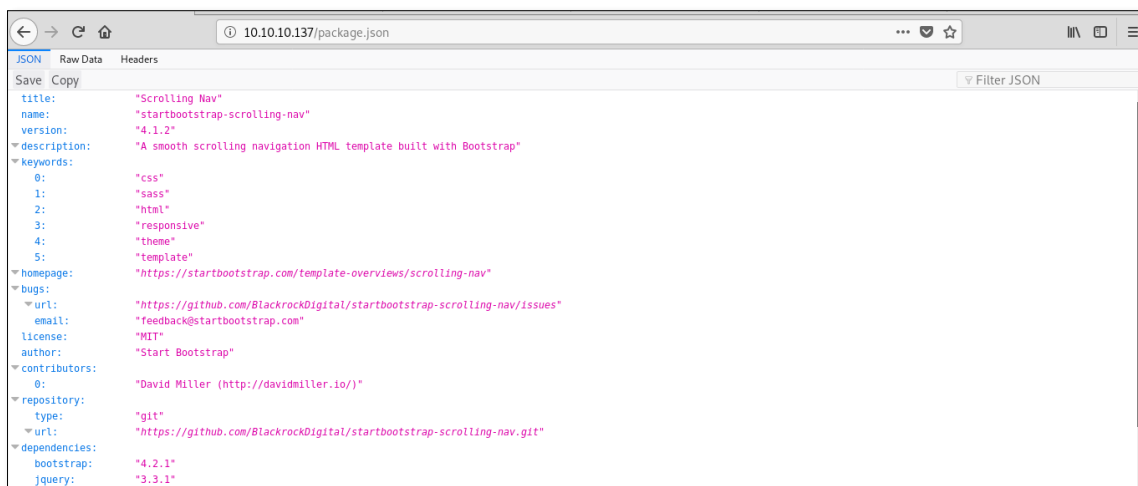 10.10.10.137/package.json
JSON Raw Data Headers
Save Copy Filter JSON
title: "Scrolling Nav"
name: "startbootstrap-scrolling-nav"
version: "4.1.2"
description: "A smooth scrolling navigation HTML template built with Bootstrap"
keywords:
0: "css"
1: "sass"
2: "html"
3: "responsive"
4: "theme"
5: "template"
homepage: "https://startbootstrap.com/template-overviews/scrolling-nav"
bugs:
url: "https://github.com/BlackrockDigital/startbootstrap-scrolling-nav/issues"
email: "feedback@startbootstrap.com"
license: "MIT"
author: "Start Bootstrap"
contributors:
0: "David Miller (http://davidmiller.io/)"
repository:
type: "git"
url: "https://github.com/BlackrockDigital/startbootstrap-scrolling-nav.git"
dependencies:
bootstrap: "4.2.1"
jquery: "3.3.1"